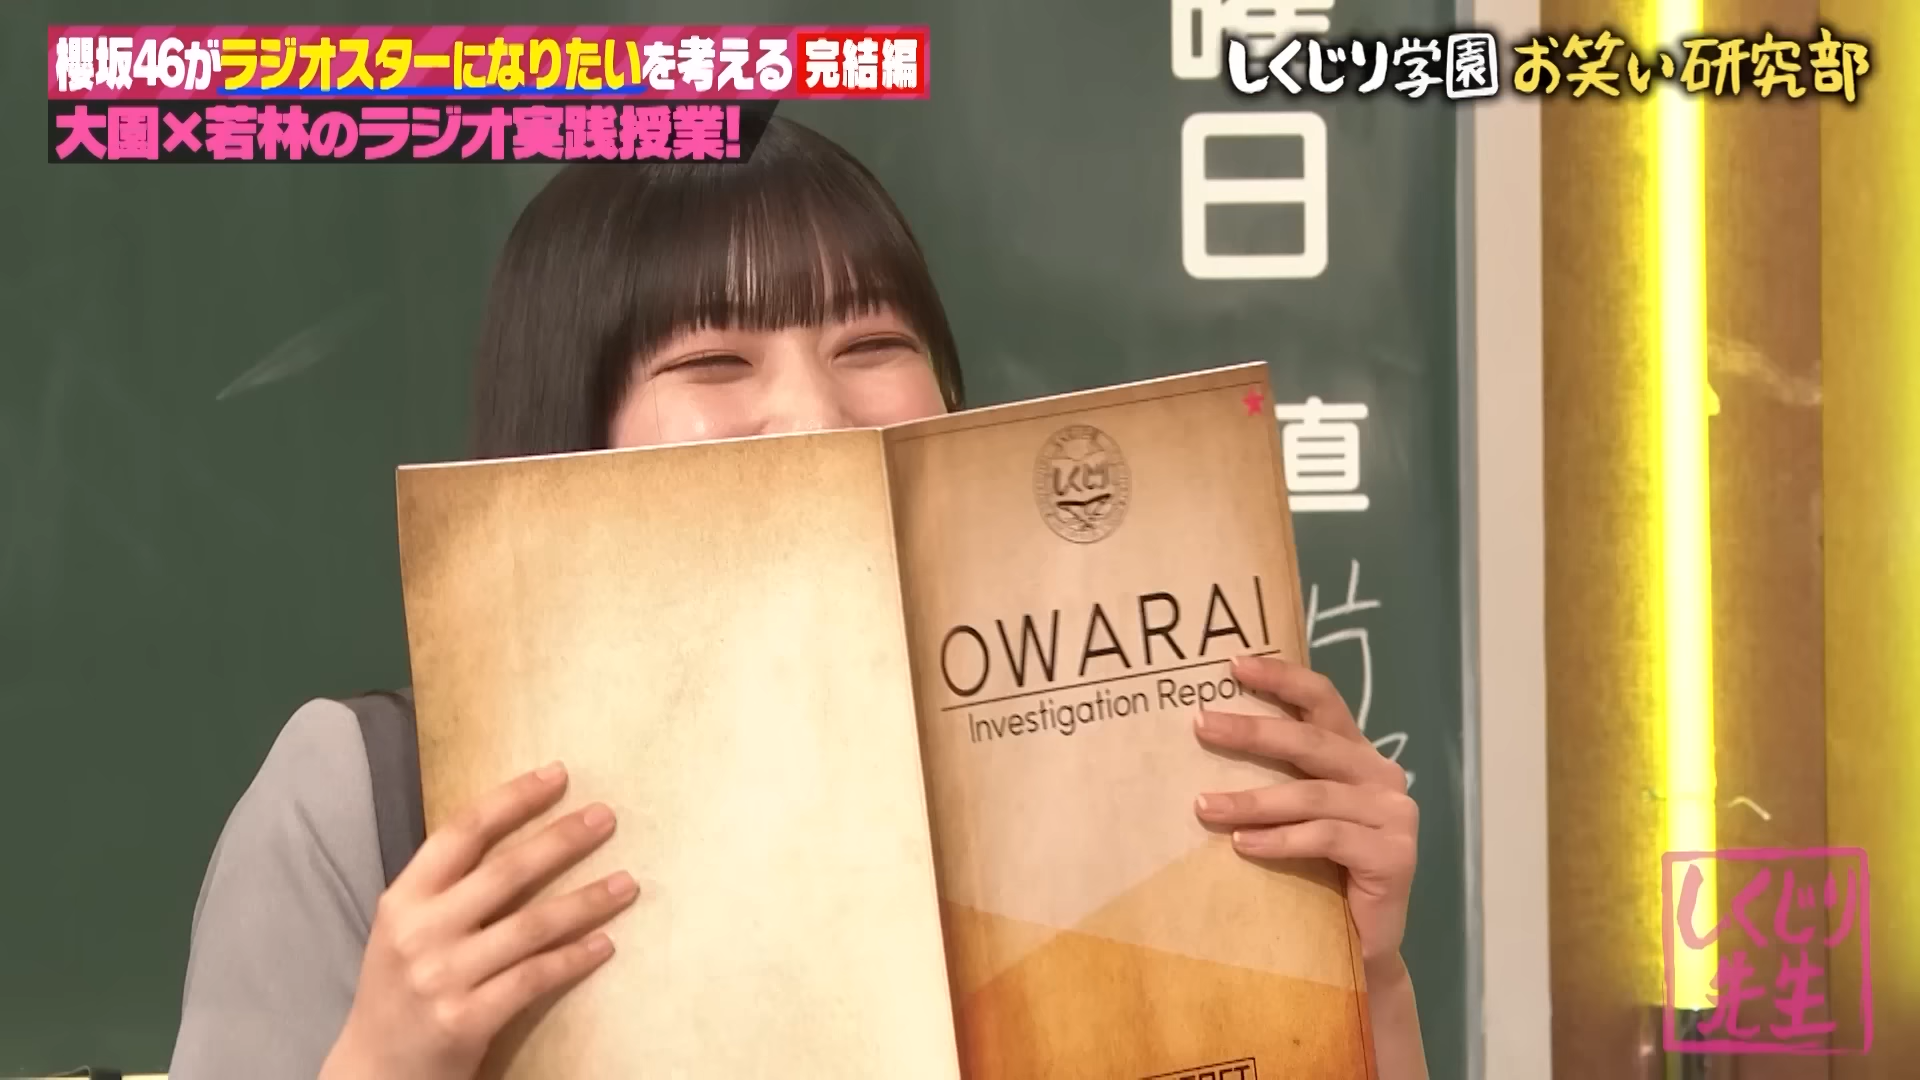 櫻坂46がラジオスターになりたいを考える 完結編
大園×若林のラジオ実践授業!
しくじり学園 お笑い研究部
曜
日
直
しくじり
OWARAI
Investigation Repor
しくじり
先生